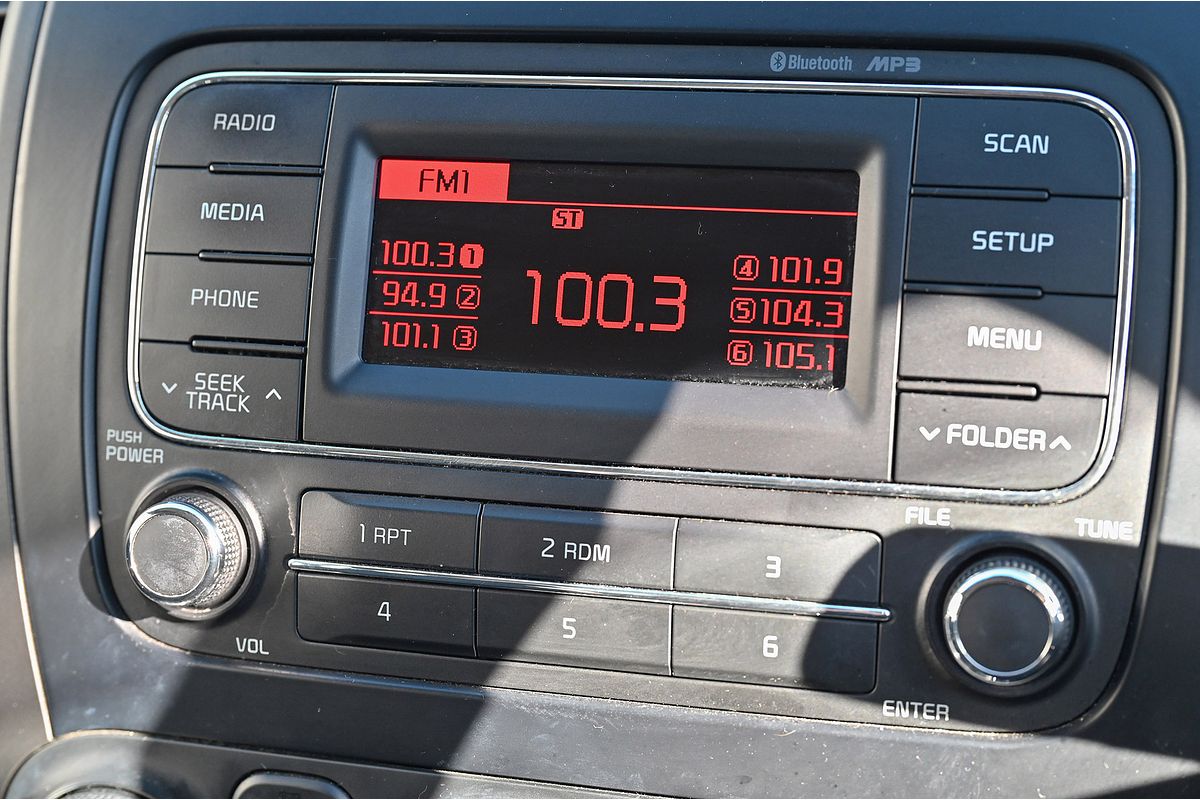 Bluetooth MP3
RADIO
MEDIA
PHONE
SEEK
TRACK
FM1
ST
100.3 1
94.9 2
101.1 3
100.3
4 101.9
5 104.3
6 105.1
SCAN
SETUP
MENU
FOLDER
PUSH
POWER
VOL
1 RPT
2 RDM
3
4
5
6
FILE
TUNE
ENTER